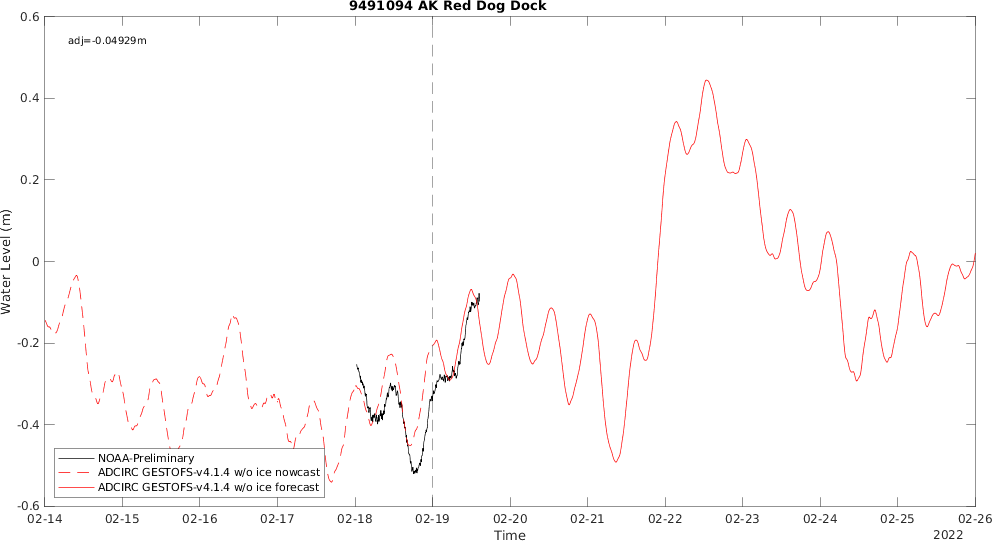 9491094 AK Red Dog Dock
adj=-0.04929m
0.6
0.4
0.2
0
-0.2
-0.4
-0.6
Water Level (m)
NOAA-Preliminary
ADCIRC GESTOFS-v4.1.4 w/o ice nowcast
ADCIRC GESTOFS-v4.1.4 w/o ice forecast
02-14 02-15 02-16 02-17 02-18 02-19 02-20 02-21 02-22 02-23 02-24 02-25 02-26
Time
2022